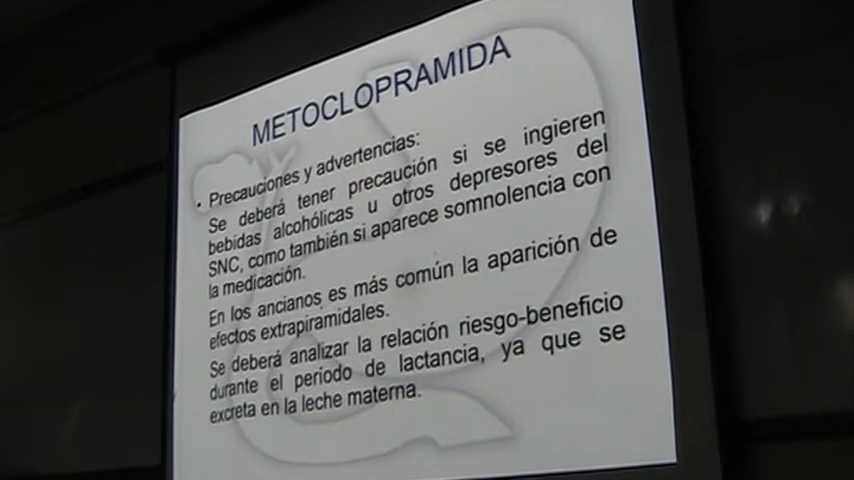 METOCLOPRAMIDA
• Precauciones y advertencias:
Se deberá tener precaución si se ingieren
bebidas alcohólicas u otros depresores del
SNC, como también si aparece somnolencia con
la medicación.
En los ancianos es más común la aparición de
efectos extrapiramidales.
Se deberá analizar la relación riesgo-beneficio
durante el período de lactancia, ya que se
excreta en la leche materna.